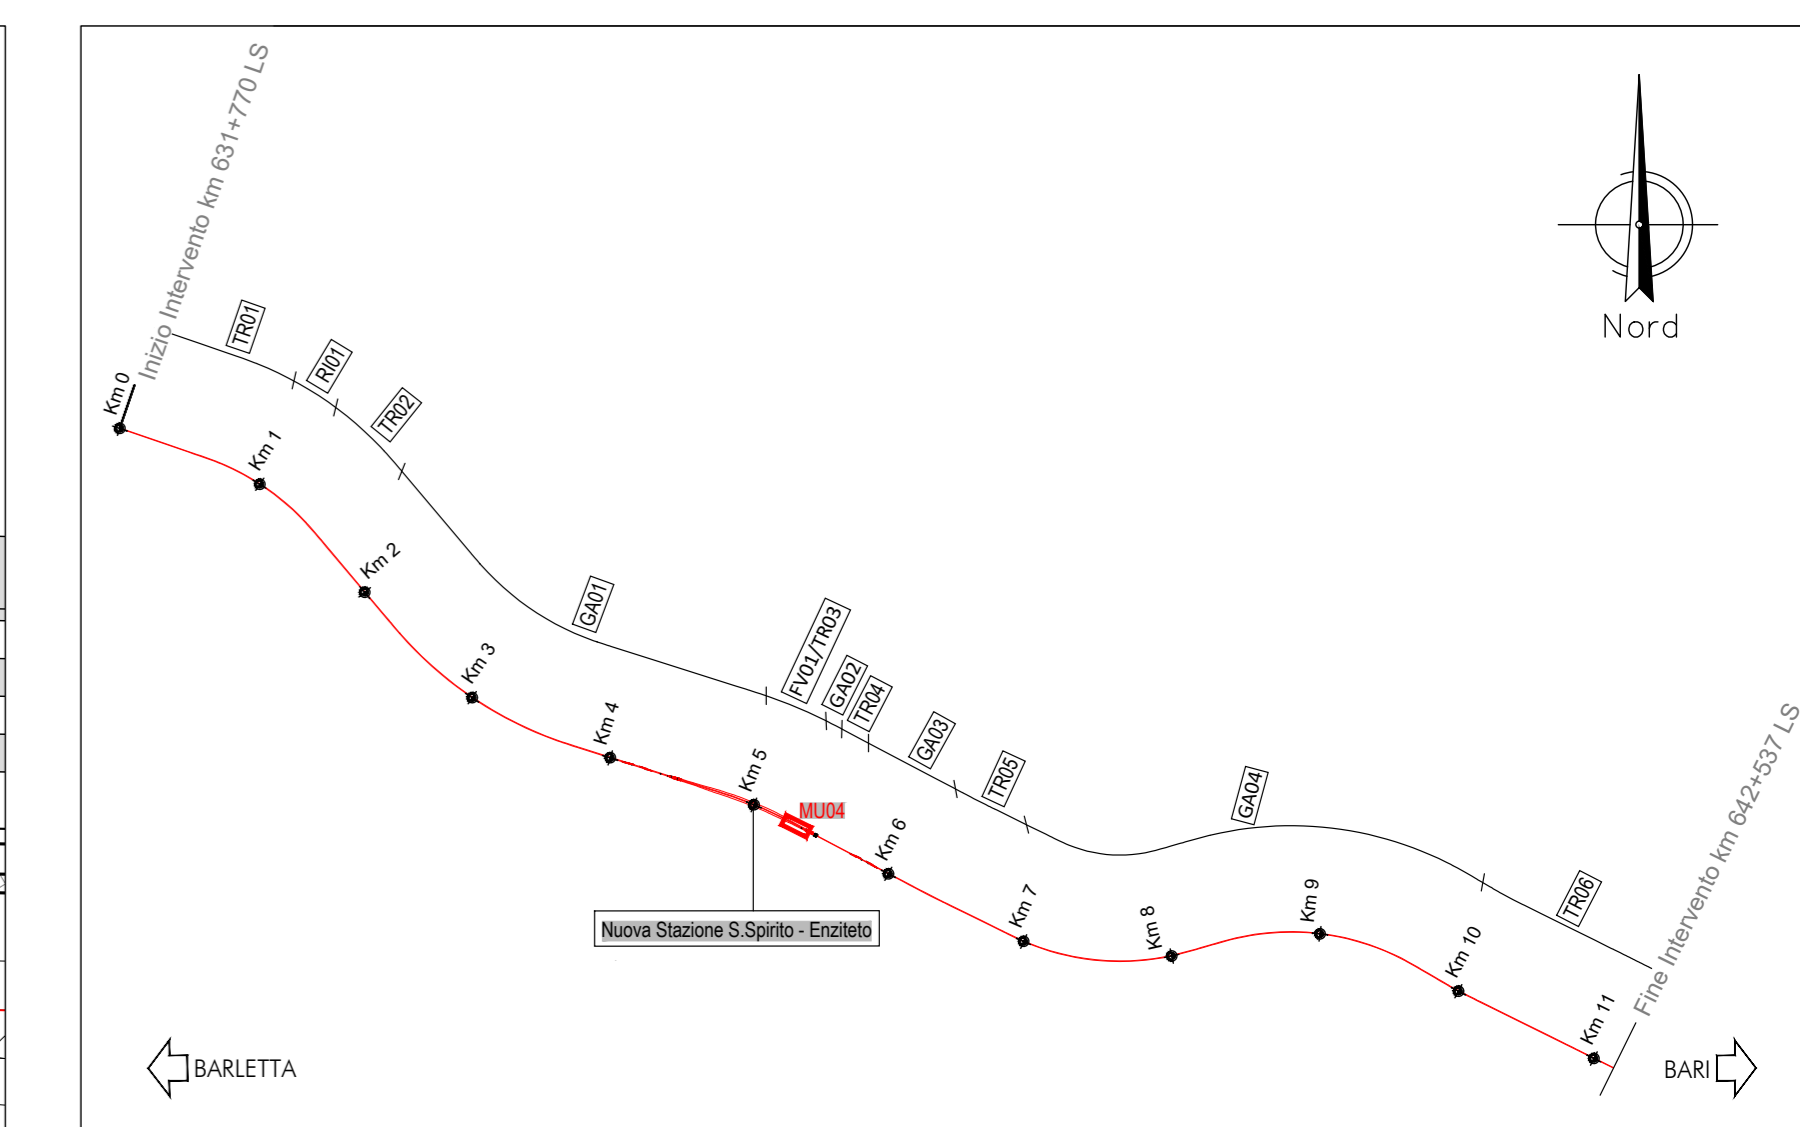 Inizio Intervento km 631+770 LS
Nord
TR01
RI01
TR02
Km 0
Km 1
Km 2
GA01
FV01/TR03
GA02
TR04
GA03
TR05
GA04
TR06
Km 3
Km 4
Km 5
MU04
Km 6
Km 7
Km 8
Km 9
Km 10
Km 11
Nuova Stazione S.Spirito - Enziteto
Fine Intervento km 642+537 LS
BARLETTA
BARI